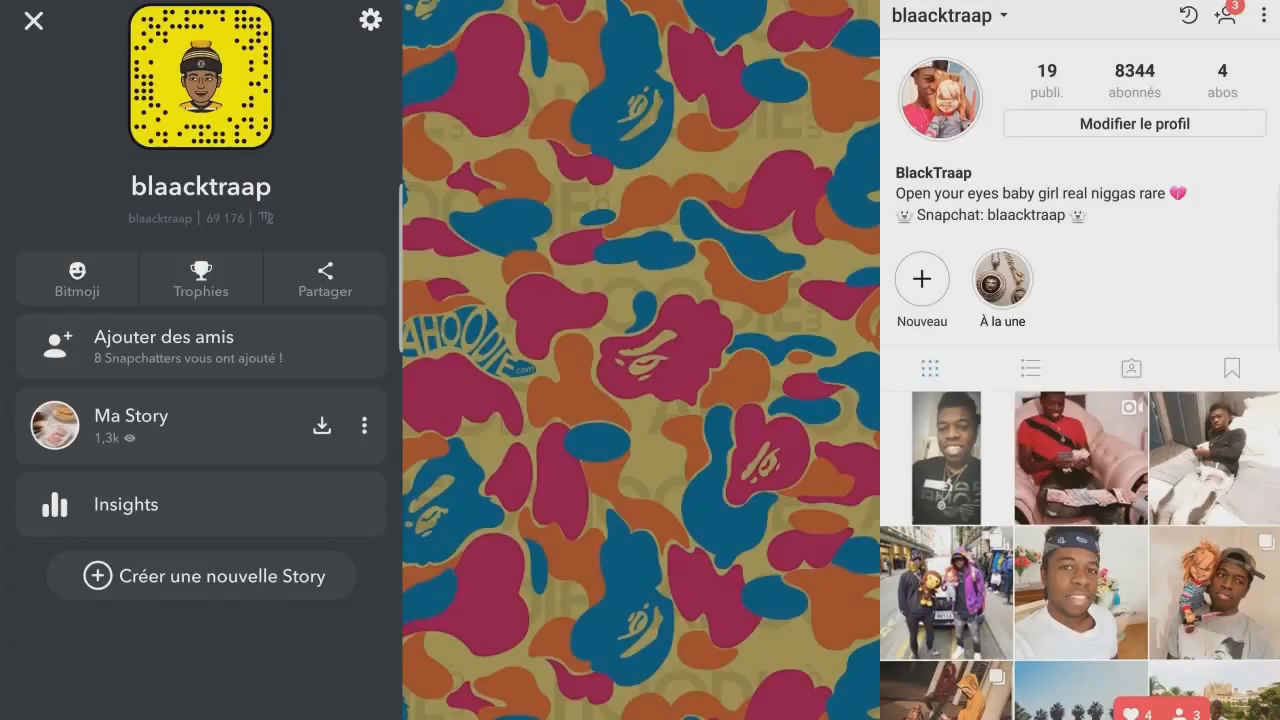 blaacktraap
blaacktraap | 69 176 | ♍
Bitmoji
Trophies
Partager
Ajouter des amis
8 Snapchatters vous ont ajouté !
Ma Story
1,3k
Insights
Créer une nouvelle Story
AHOODIE.com
blaacktraap
3
19
8344
4
publi.
abonnés
abos
Modifier le profil
BlackTraap
Open your eyes baby girl real niggas rare 💔
Snapchat: blaacktraap
Nouveau
À la une
4
3